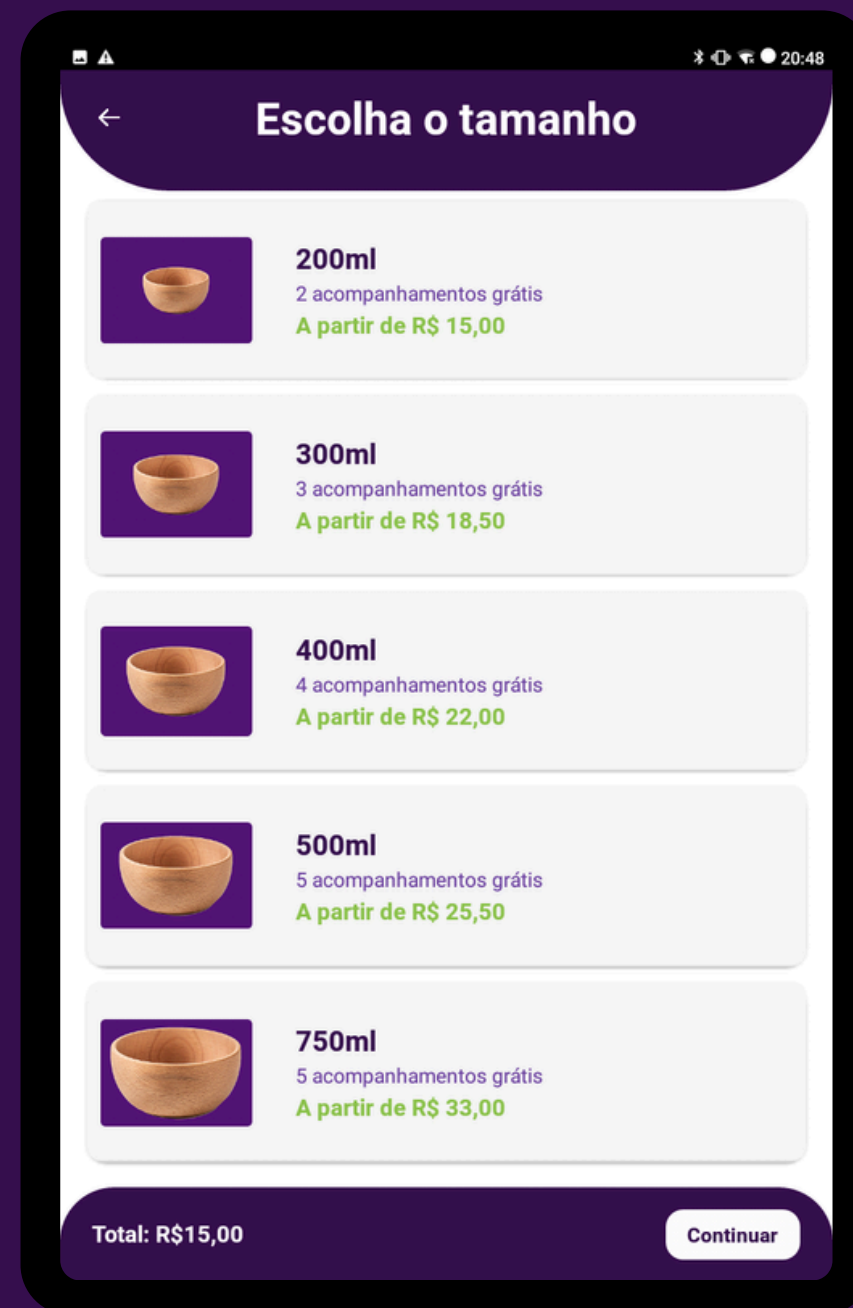 20:48
Escolha o tamanho
200ml
2 acompanhamentos grátis
A partir de R$ 15,00
300ml
3 acompanhamentos grátis
A partir de R$ 18,50
400ml
4 acompanhamentos grátis
A partir de R$ 22,00
500ml
5 acompanhamentos grátis
A partir de R$ 25,50
750ml
5 acompanhamentos grátis
A partir de R$ 33,00
Total: R$15,00
Continuar